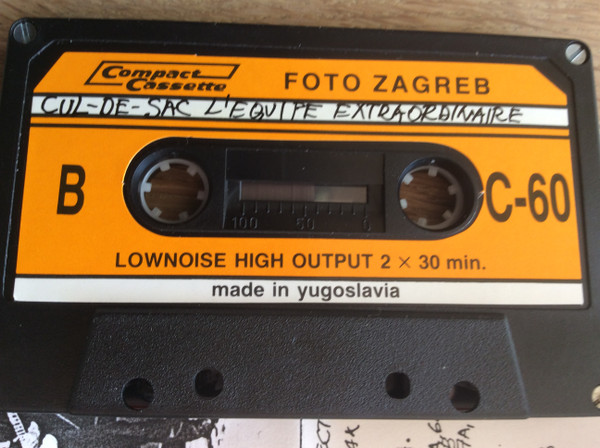 Compact Cassette
FOTO ZAGREB
CUL-DE-SAC L'EQUIPE EXTRAORDINAIRE
B
C-60
100 50 0
LOWNOISE HIGH OUTPUT 2 × 30 min.
made in yugoslavia